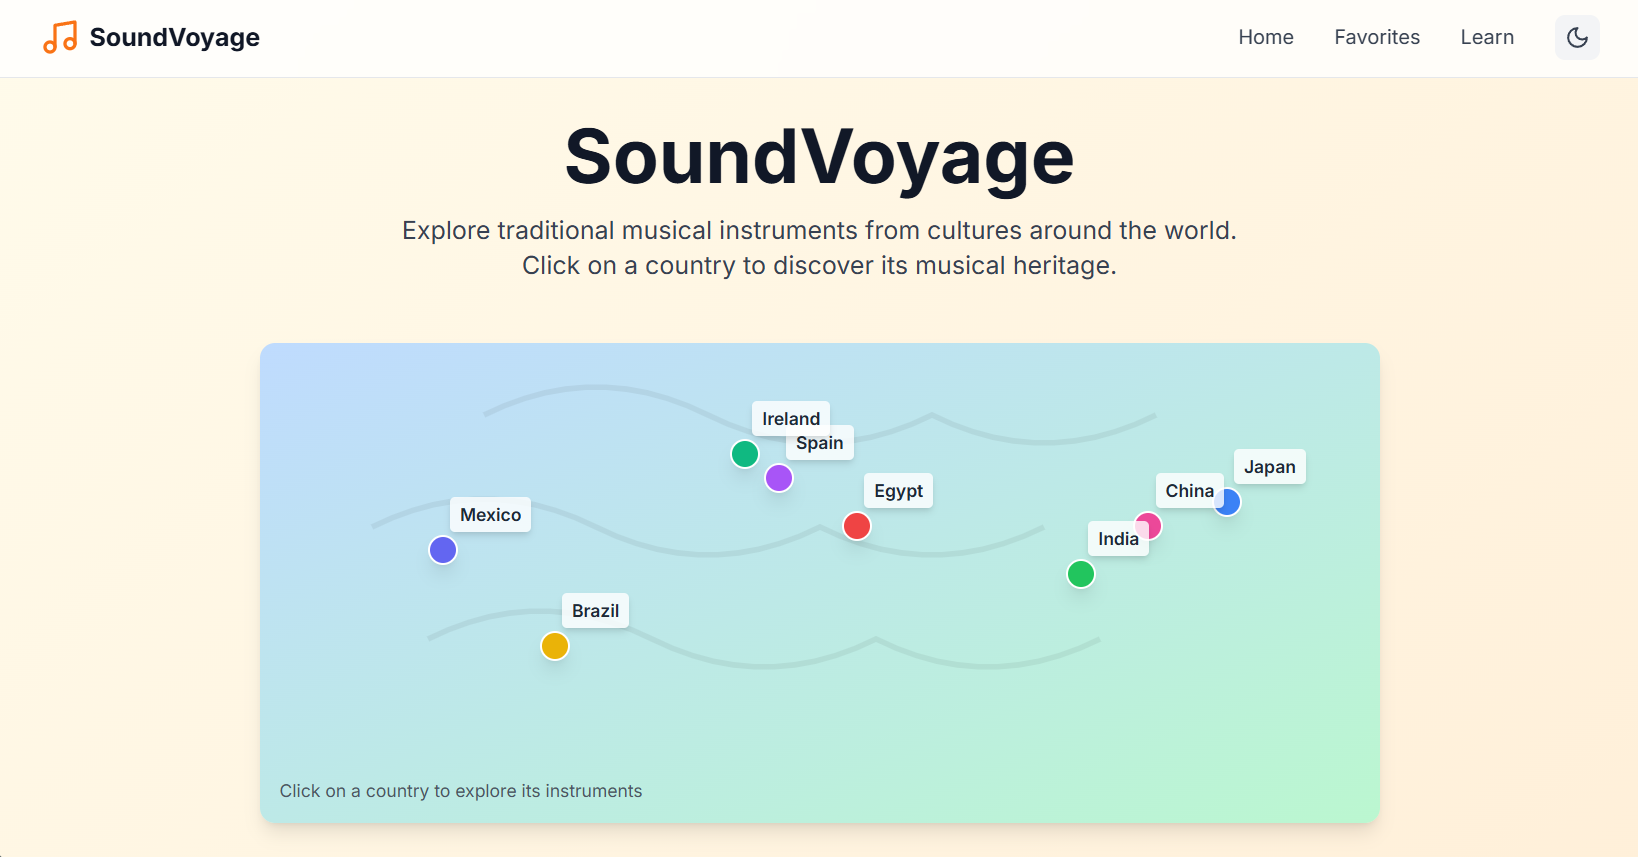 SoundVoyage
Home
Favorites
Learn
SoundVoyage
Explore traditional musical instruments from cultures around the world.
Click on a country to discover its musical heritage.
Ireland
Spain
Japan
Egypt
China
Mexico
India
Brazil
Click on a country to explore its instruments